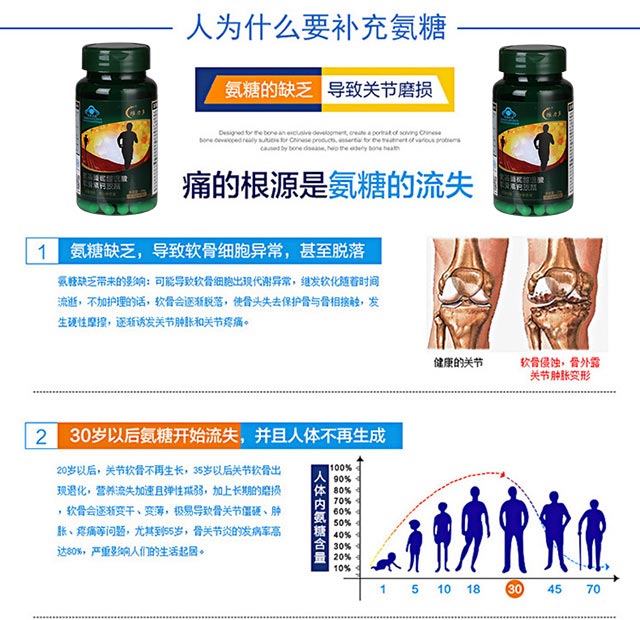 人为什么要补充氨糖
氨糖的缺乏 导致关节磨损
Designed for the bone an exclusive development, create a portrait of solving Chinese
bone developed really suitable for Chinese products, essential for the treatment of various problems
caused by bone disease, help the elderly bone health
痛的根源是氨糖的流失
1 氨糖缺乏，导致软骨细胞异常，甚至脱落
氨糖缺乏带来的影响：可能导致软骨细胞出现代谢异常，继发软化随着时间
流逝，不加护理的话，软骨会逐渐脱落，使骨头失去保护骨与骨相接触，发
生硬性摩擦，逐渐诱发关节肿胀和关节疼痛。
健康的关节
软骨侵蚀，骨外露
关节肿胀变形
2 30岁以后氨糖开始流失，并且人体不再生成
20岁以后，关节软骨不再生长，35岁以后关节软骨出
现退化，营养流失加速且弹性减弱，加上长期的磨损
，软骨会逐渐变干、变薄，极易导致骨关节僵硬、肿
胀、疼痛等问题，尤其到55岁，骨关节炎的发病率高
达80%，严重影响人们的生活起居。
人体内氨糖含量
100%
90%
80%
70%
60%
50%
40%
30%
20%
10%
1 5 10 18 30 45 70